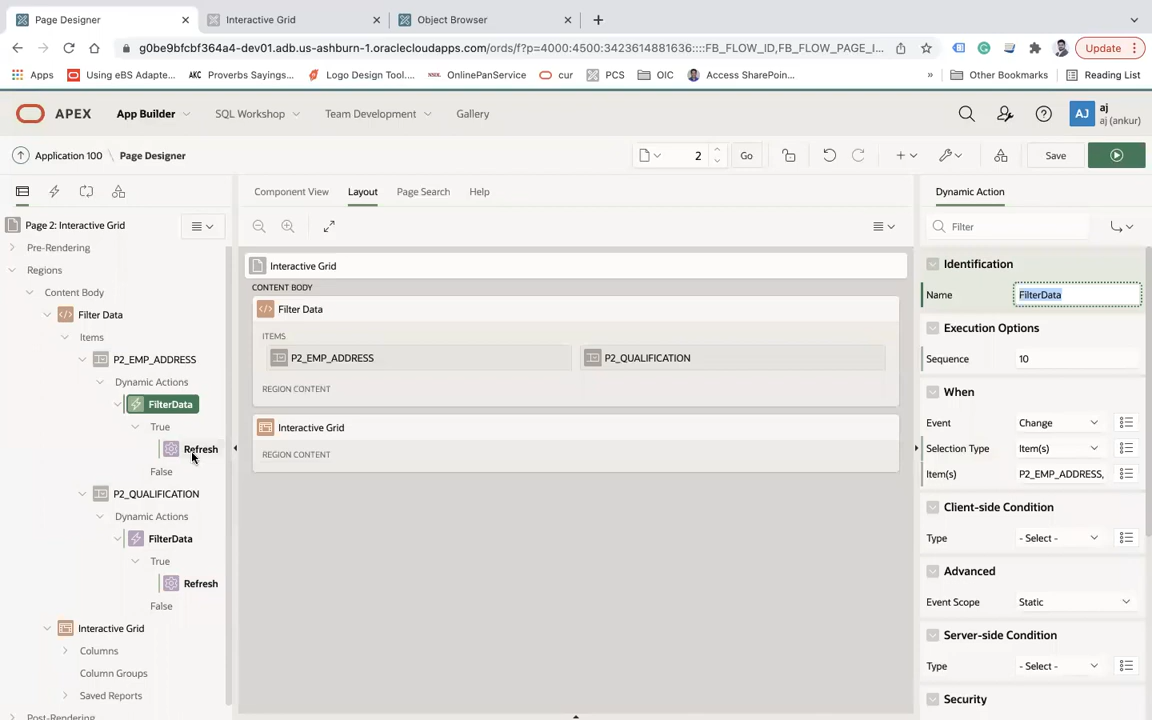 Page Designer
Interactive Grid
Object Browser
g0be9bfcbf364a4-dev01.adb.us-ashburn-1.oraclecloudapps.com/ords/f?p=4000:4500:3423614881636::::FB_FLOW_ID,FB_FLOW_PAGE_I...
Update
Apps
Using eBS Adapte...
AKC Proverbs Sayings...
Logo Design Tool....
NNUL OnlinePanService
cur
PCS
OIC
Access SharePoin...
»
Other Bookmarks
Reading List
APEX
App Builder
SQL Workshop
Team Development
Gallery
AJ
aj
aj (ankur)
Application 100 \ Page Designer
2
Go
Save
Page 2: Interactive Grid
Pre-Rendering
Regions
Content Body
Filter Data
Items
P2_EMP_ADDRESS
Dynamic Actions
FilterData
True
Refresh
False
P2_QUALIFICATION
Dynamic Actions
FilterData
True
Refresh
False
Interactive Grid
Columns
Column Groups
Saved Reports
Post-Rendering
Component View
Layout
Page Search
Help
Interactive Grid
CONTENT BODY
Filter Data
ITEMS
P2_EMP_ADDRESS
P2_QUALIFICATION
REGION CONTENT
Interactive Grid
REGION CONTENT
Dynamic Action
Filter
Identification
Name FilterData
Execution Options
Sequence 10
When
Event Change
Selection Type Item(s)
Item(s) P2_EMP_ADDRESS,
Client-side Condition
Type - Select -
Advanced
Event Scope Static
Server-side Condition
Type - Select -
Security